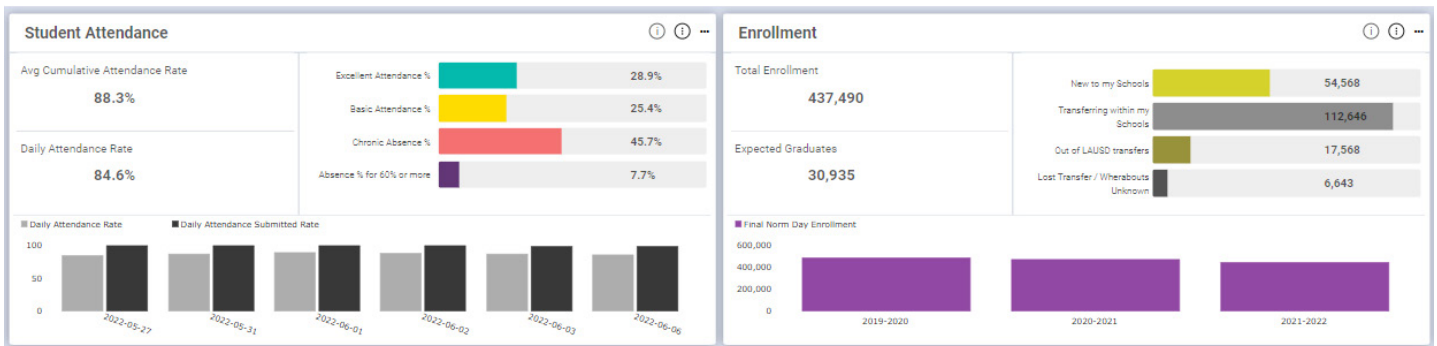 Student Attendance
Avg Cumulative Attendance Rate
88.3%
Daily Attendance Rate
84.6%
Excellent Attendance % 28.9%
Basic Attendance % 25.4%
Chronic Absence % 45.7%
Absence % for 60% or more 7.7%
Daily Attendance Rate Daily Attendance Submitted Rate
100
50
0
2022-05-27 2022-05-31 2022-06-01 2022-06-02 2022-06-03 2022-06-06
Enrollment
Total Enrollment
437,490
Expected Graduates
30,935
New to my Schools 54,568
Transferring within my
Schools 112,646
Out of LAUSD transfers 17,568
Lost Transfer / Wherabouts
Unknown 6,643
Final Norm Day Enrollment
600,000
400,000
200,000
0
2019-2020 2020-2021 2021-2022